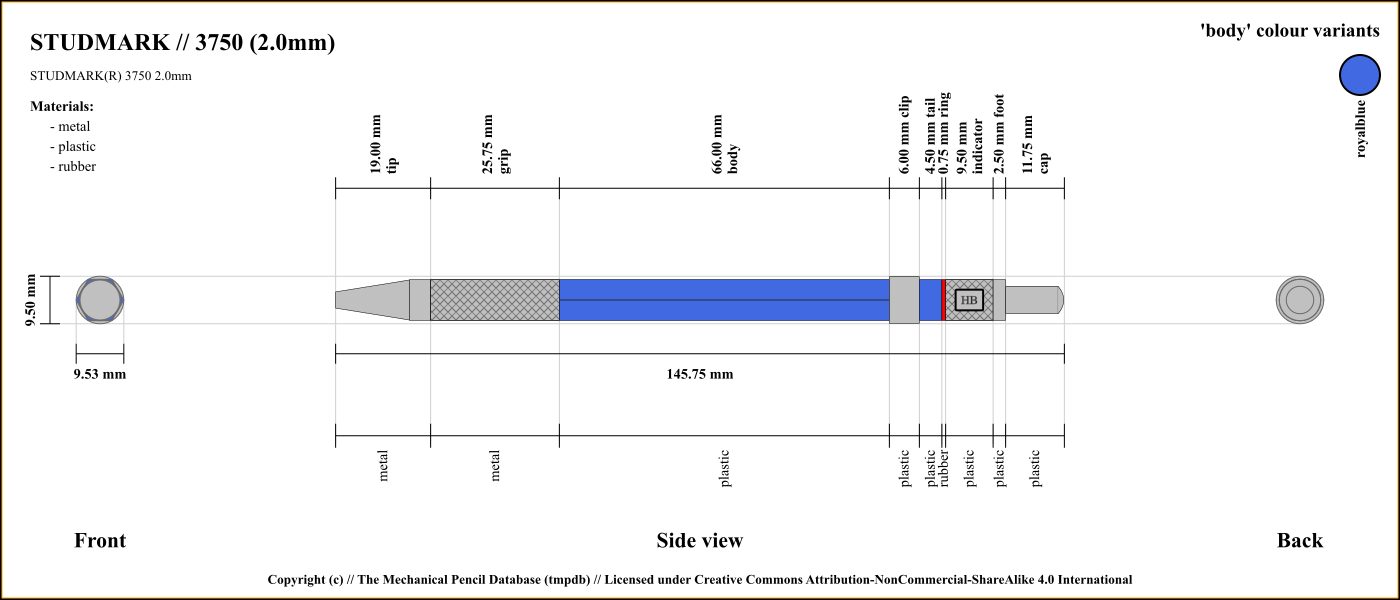 STUDMARK // 3750 (2.0mm)
'body' colour variants
STUDMARK(R) 3750 2.0mm
Materials:
- metal
- plastic
- rubber
royalblue
19.00 mm
tip
25.75 mm
grip
66.00 mm
body
6.00 mm clip
4.50 mm tail
0.75 mm ring
9.50 mm
indicator
2.50 mm foot
11.75 mm
cap
9.50 mm
HB
9.53 mm
145.75 mm
metal
metal
plastic
plastic
plastic
rubber
plastic
plastic
plastic
Front
Side view
Back
Copyright (c) // The Mechanical Pencil Database (tmpdb) // Licensed under Creative Commons Attribution-NonCommercial-ShareAlike 4.0 International